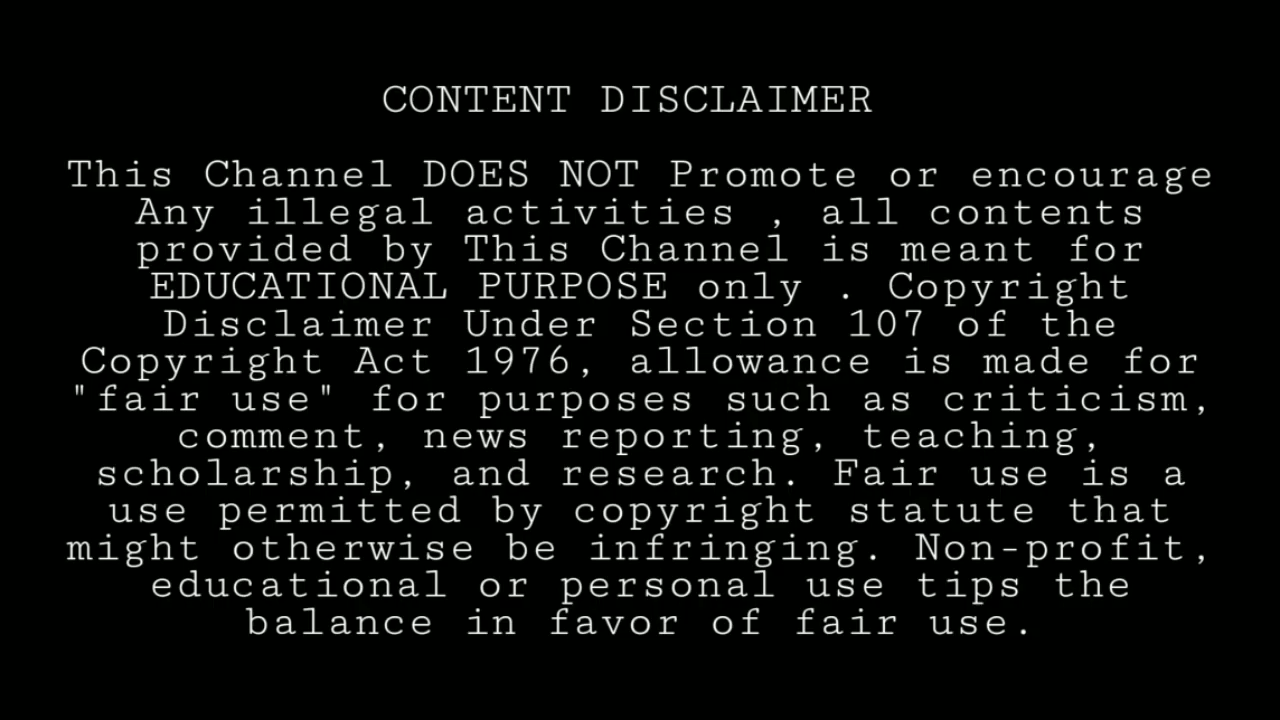 CONTENT DISCLAIMER
This Channel DOES NOT Promote or encourage
Any illegal activities , all contents
provided by This Channel is meant for
EDUCATIONAL PURPOSE only . Copyright
Disclaimer Under Section 107 of the
Copyright Act 1976, allowance is made for
"fair use" for purposes such as criticism,
comment, news reporting, teaching,
scholarship, and research. Fair use is a
use permitted by copyright statute that
might otherwise be infringing. Non-profit,
educational or personal use tips the
balance in favor of fair use.